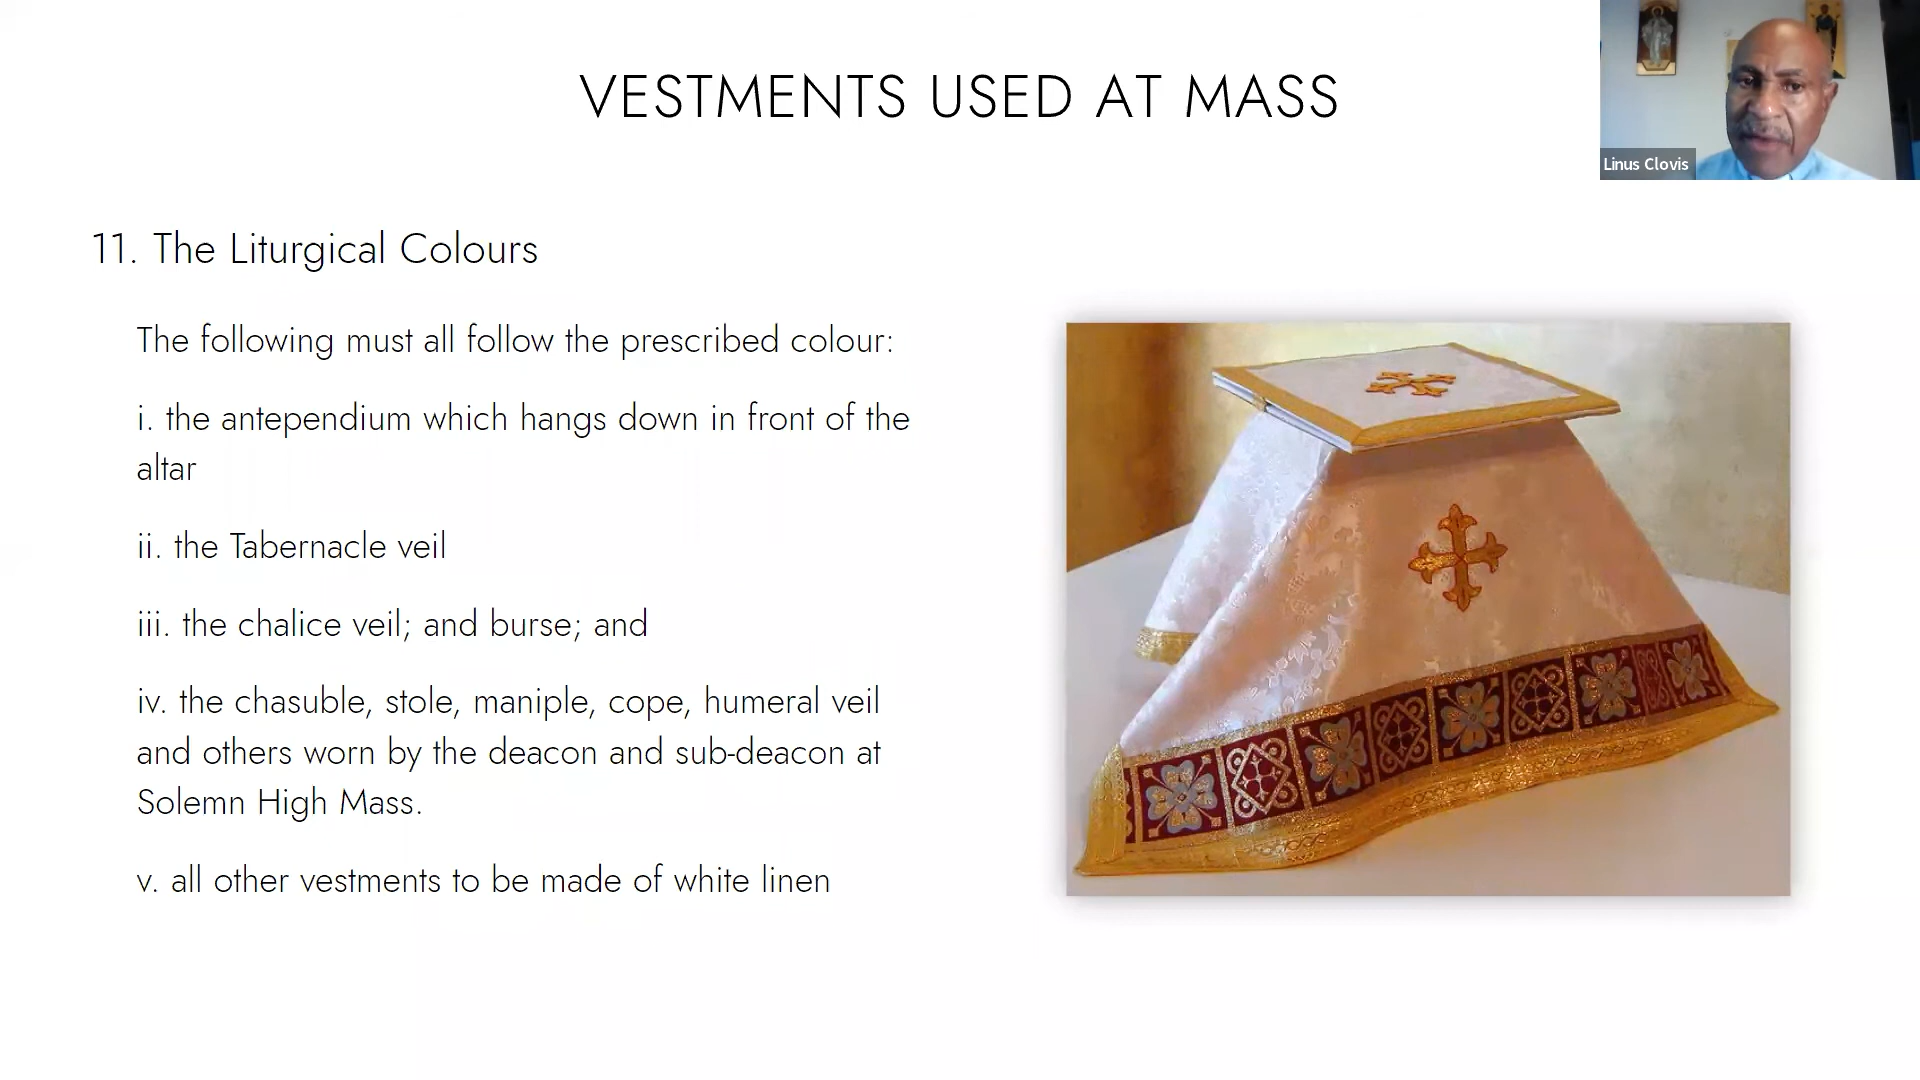 VESTMENTS USED AT MASS
Linus Clovis
11. The Liturgical Colours
The following must all follow the prescribed colour:
i. the antependium which hangs down in front of the
altar
ii. the Tabernacle veil
iii. the chalice veil; and burse; and
iv. the chasuble, stole, maniple, cope, humeral veil
and others worn by the deacon and sub-deacon at
Solemn High Mass.
v. all other vestments to be made of white linen